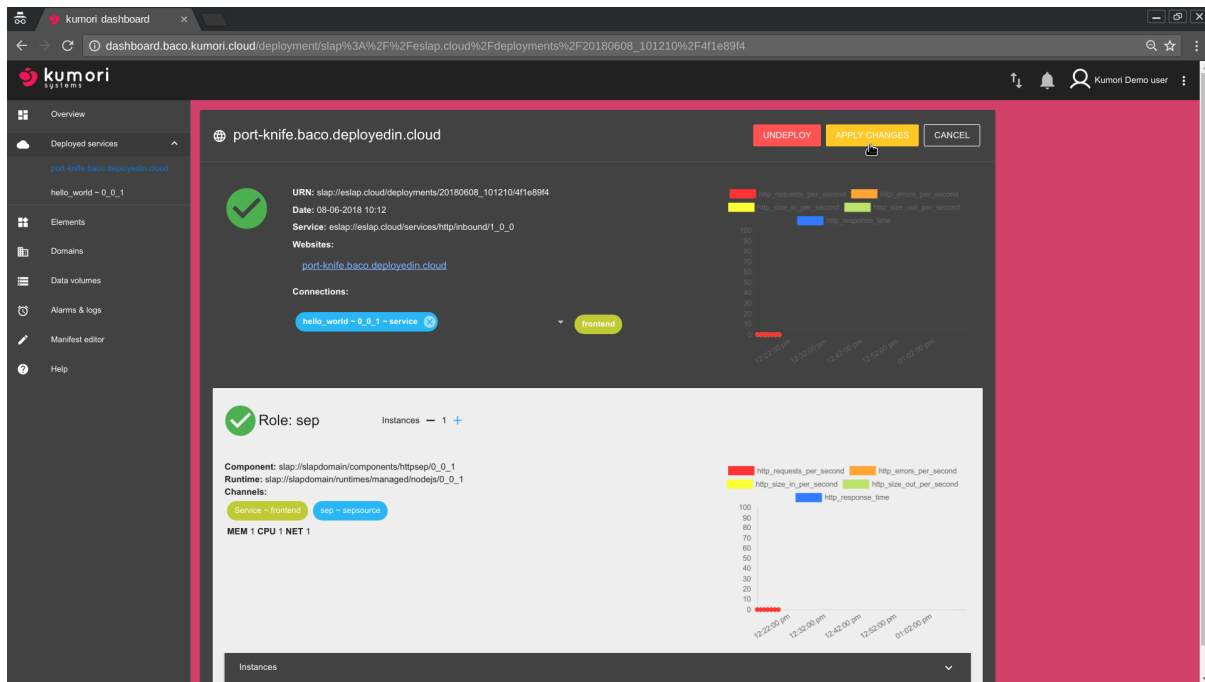 kumori dashboard
dashboard.baco.kumori.cloud/deployment/slap%3A%2F%2Feslap.cloud%2Fdeployments%2F20180608_101210%2F4f1e89f4
kumori
systems
Kumori Demo user
Overview
Deployed services
port-knife.baco.deployedin.cloud
hello_world ~ 0_0_1
Elements
Domains
Data volumes
Alarms & logs
Manifest editor
Help
port-knife.baco.deployedin.cloud
UNDEPLOY
APPLY CHANGES
CANCEL
URN: slap://eslap.cloud/deployments/20180608_101210/4f1e89f4
Date: 08-06-2018 10:12
Service: eslap://eslap.cloud/services/http/inbound/1_0_0
Websites:
port-knife.baco.deployedin.cloud
Connections:
hello_world ~ 0_0_1 ~ service
frontend
http_requests_per_second http_errors_per_second
http_size_in_per_second http_size_out_per_second
http_response_time
100
90
80
70
60
50
40
30
20
10
0
12:22:00 pm
12:32:00 pm
12:42:00 pm
12:52:00 pm
01:02:00 pm
Role: sep
Instances 1
Component: slap://slapdomain/components/httpsep/0_0_1
Runtime: slap://slapdomain/runtimes/managed/nodejs/0_0_1
Channels:
Service ~ frontend
sep ~ sepsource
MEM 1 CPU 1 NET 1
http_requests_per_second http_errors_per_second
http_size_in_per_second http_size_out_per_second
http_response_time
100
90
80
70
60
50
40
30
20
10
0
12:22:00 pm
12:32:00 pm
12:42:00 pm
12:52:00 pm
01:02:00 pm
Instances